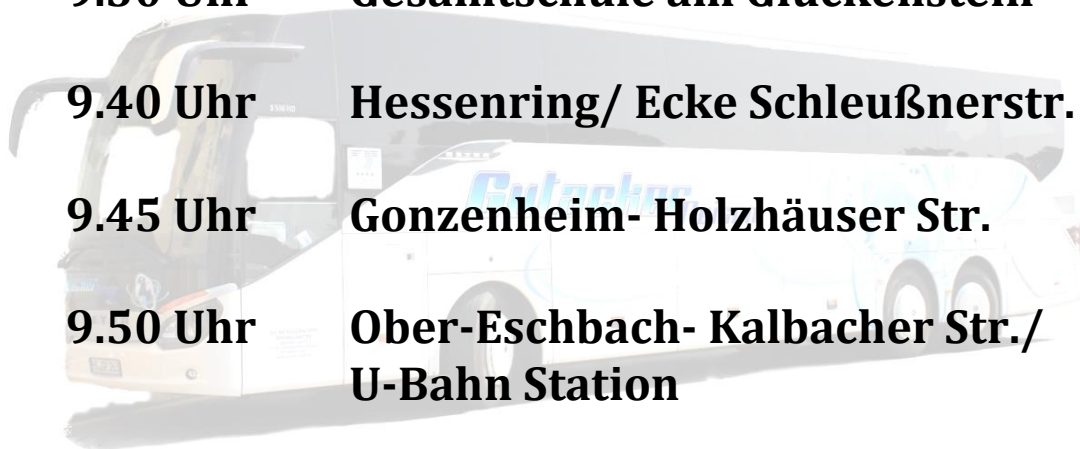 Uhr
9.40 Uhr Hessenring/ Ecke Schleußnerstr.
9.45 Uhr Gonzenheim- Holzhäuser Str.
9.50 Uhr Ober-Eschbach- Kalbacher Str./
U-Bahn Station